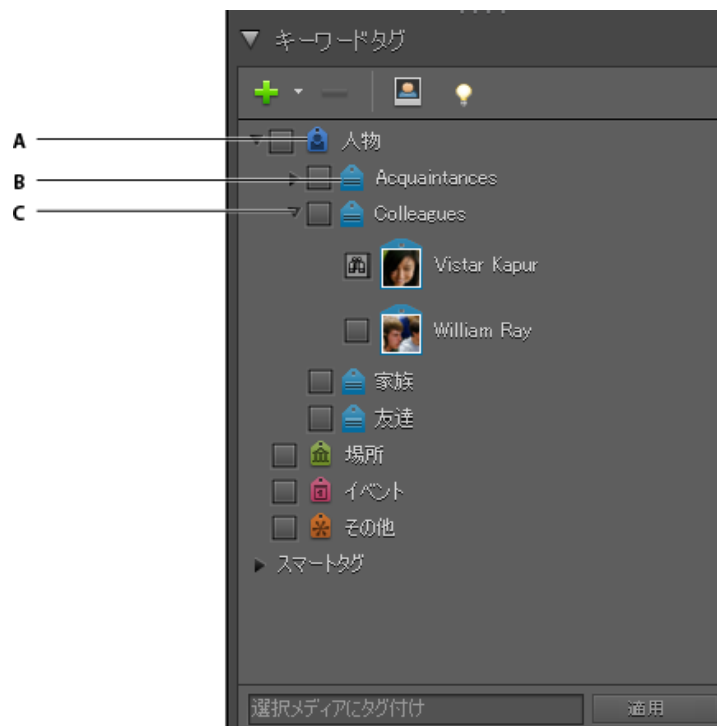 キーワードタグ
A
人物
B
Acquaintances
C
Colleagues
Vistar Kapur
William Ray
家族
友達
場所
イベント
その他
スマートタグ
選択メディアにタグ付け
適用